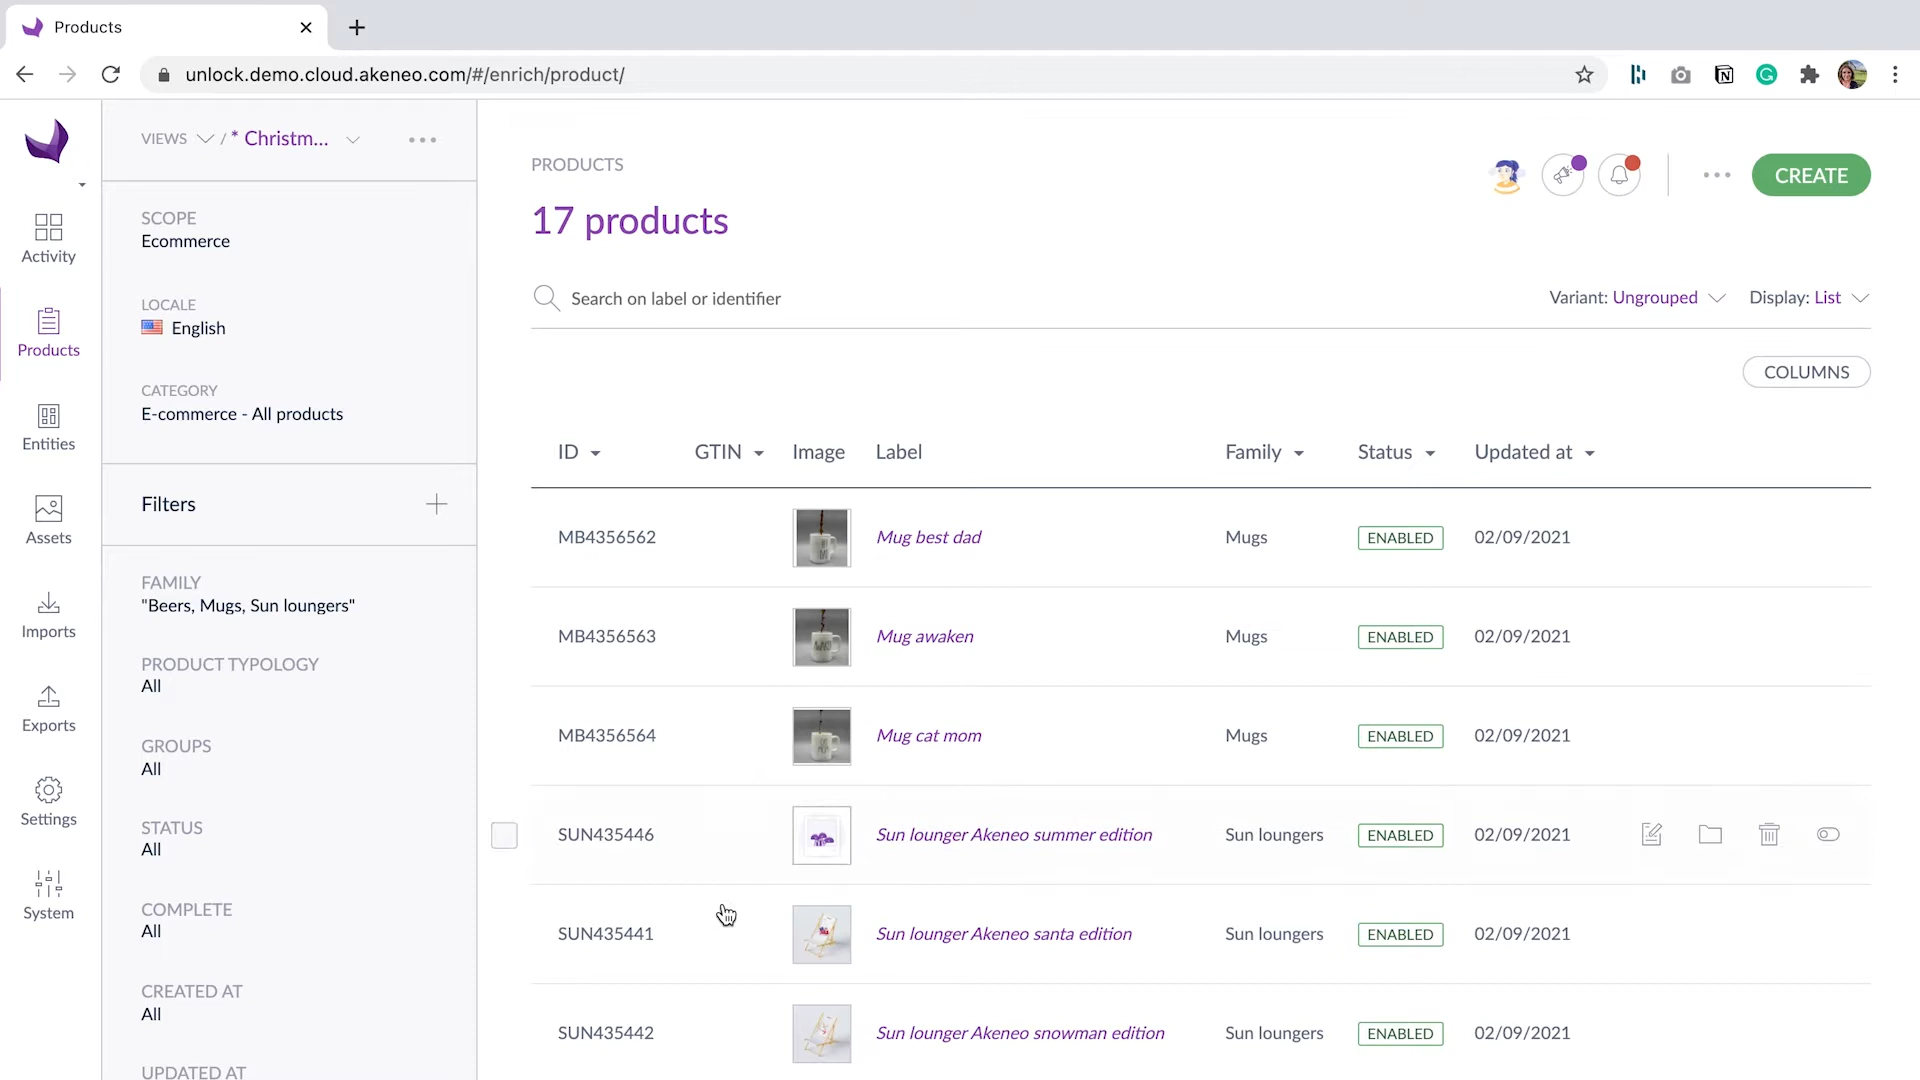 Products
unlock.demo.cloud.akeneo.com/#/enrich/product/
VIEWS / * Christm...
SCOPE
Ecommerce
LOCALE
English
CATEGORY
E-commerce - All products
Filters
FAMILY
"Beers, Mugs, Sun loungers"
PRODUCT TYPOLOGY
All
GROUPS
All
STATUS
All
COMPLETE
All
CREATED AT
All
UPDATED AT
Activity
Products
Entities
Assets
Imports
Exports
Settings
System
PRODUCTS
17 products
CREATE
Search on label or identifier
Variant: Ungrouped
Display: List
COLUMNS
ID GTIN Image Label Family Status Updated at
MB4356562 Mug best dad Mugs ENABLED 02/09/2021
MB4356563 Mug awaken Mugs ENABLED 02/09/2021
MB4356564 Mug cat mom Mugs ENABLED 02/09/2021
SUN435446 Sun lounger Akeneo summer edition Sun loungers ENABLED 02/09/2021
SUN435441 Sun lounger Akeneo santa edition Sun loungers ENABLED 02/09/2021
SUN435442 Sun lounger Akeneo snowman edition Sun loungers ENABLED 02/09/2021